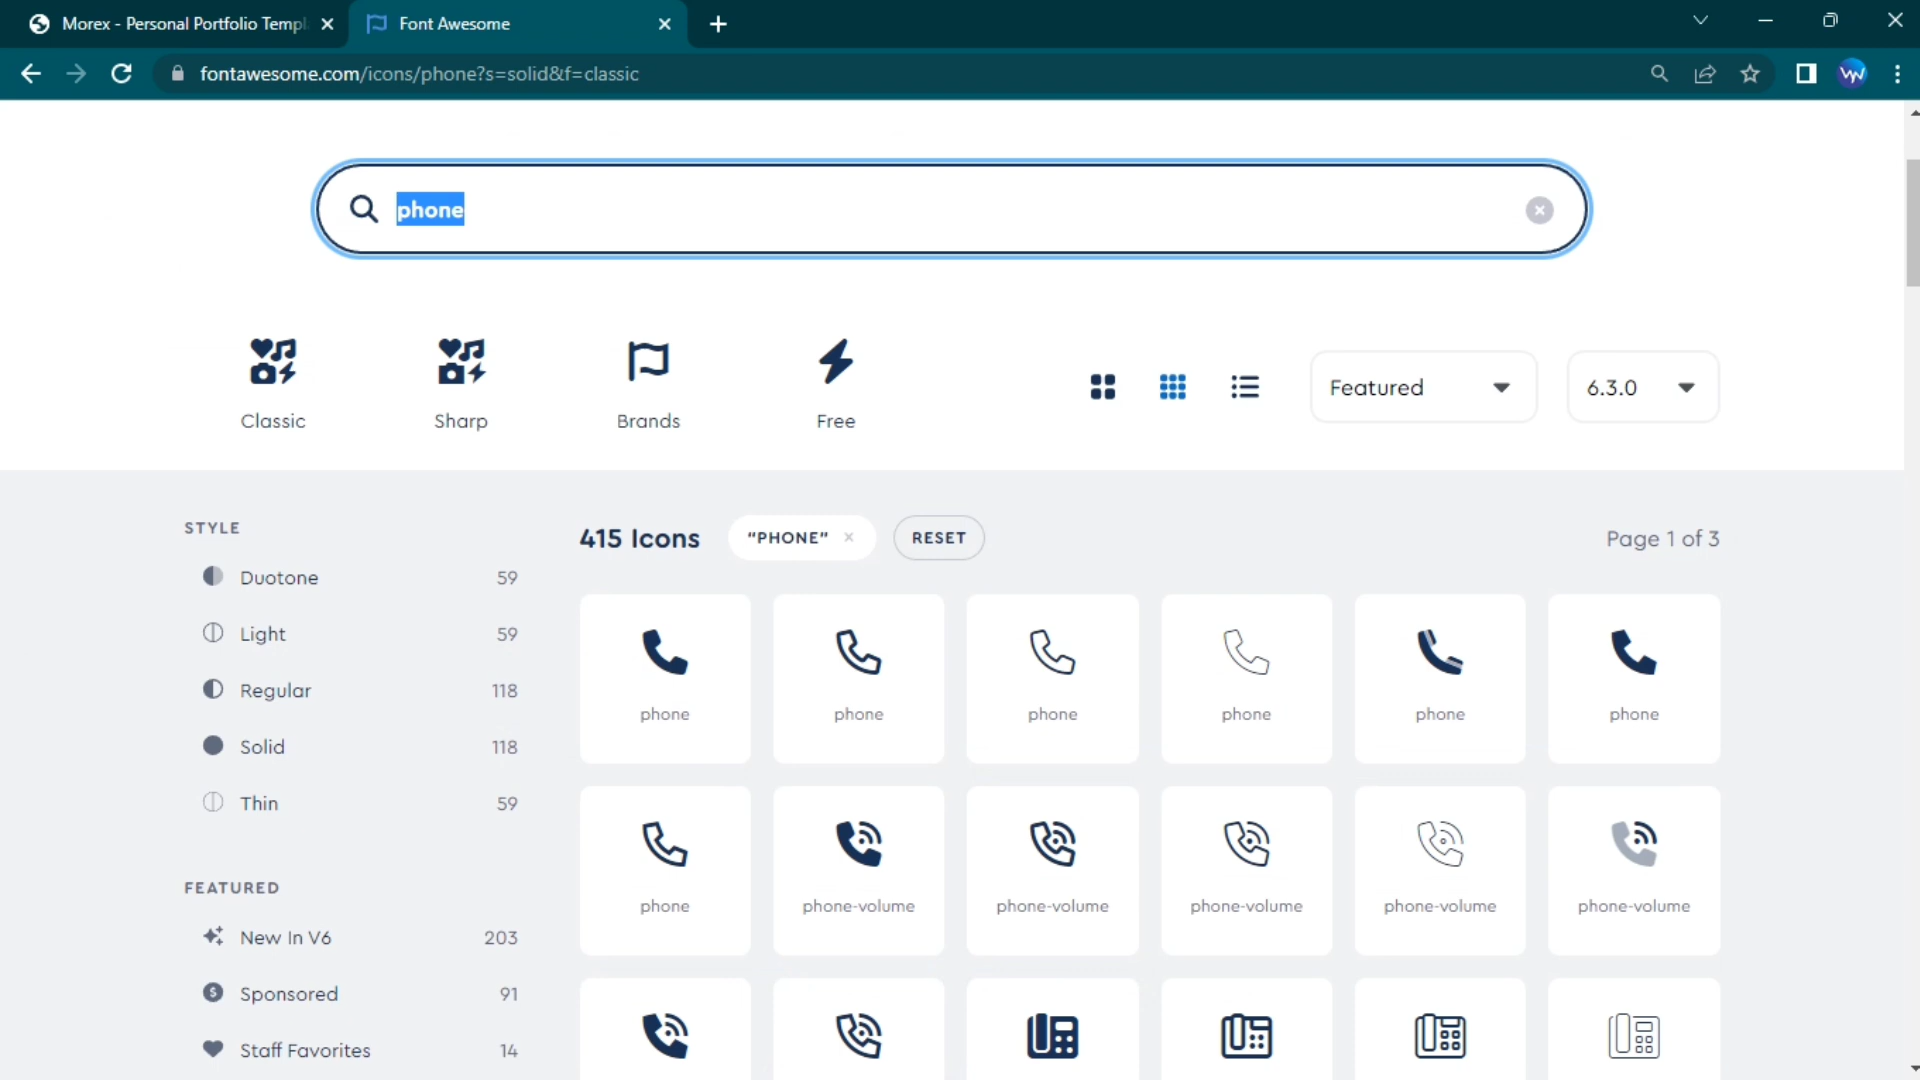 Morex - Personal Portfolio Templ
Font Awesome
fontawesome.com/icons/phone?s=solid&f=classic
phone
Classic
Sharp
Brands
Free
Featured
6.3.0
STYLE
Duotone 59
Light 59
Regular 118
Solid 118
Thin 59
FEATURED
New In V6 203
Sponsored 91
Staff Favorites 14
415 Icons
"PHONE"
RESET
Page 1 of 3
phone phone phone phone phone phone
phone phone-volume phone-volume phone-volume phone-volume phone-volume